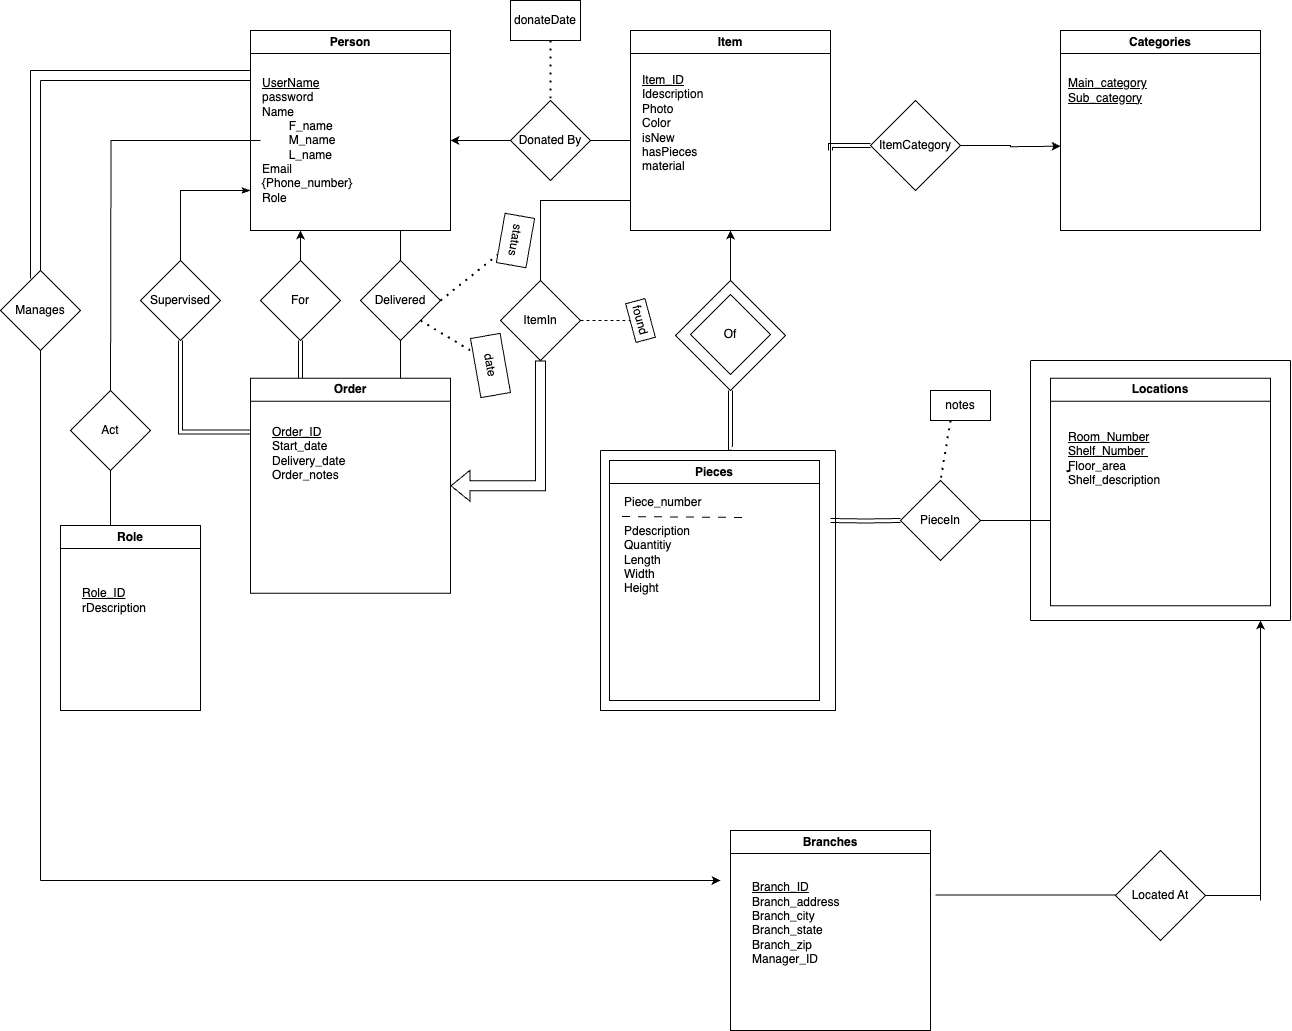 donateDate
Person
UserName
password
Name
F_name
M_name
L_name
Email
{Phone_number}
Role
Donated By
Item
Item_ID
Idescription
Photo
Color
isNew
hasPieces
material
ItemCategory
Categories
Main_category
Sub_category
status
Manages
Supervised
For
Delivered
ItemIn
found
Of
date
Act
Order
Order_ID
Start_date
Delivery_date
Order_notes
notes
Locations
Room_Number
Shelf_Number
Floor_area
Shelf_description
Pieces
Piece_number
Pdescription
Quantitiy
Length
Width
Height
PieceIn
Role
Role_ID
rDescription
Branches
Branch_ID
Branch_address
Branch_city
Branch_state
Branch_zip
Manager_ID
Located At